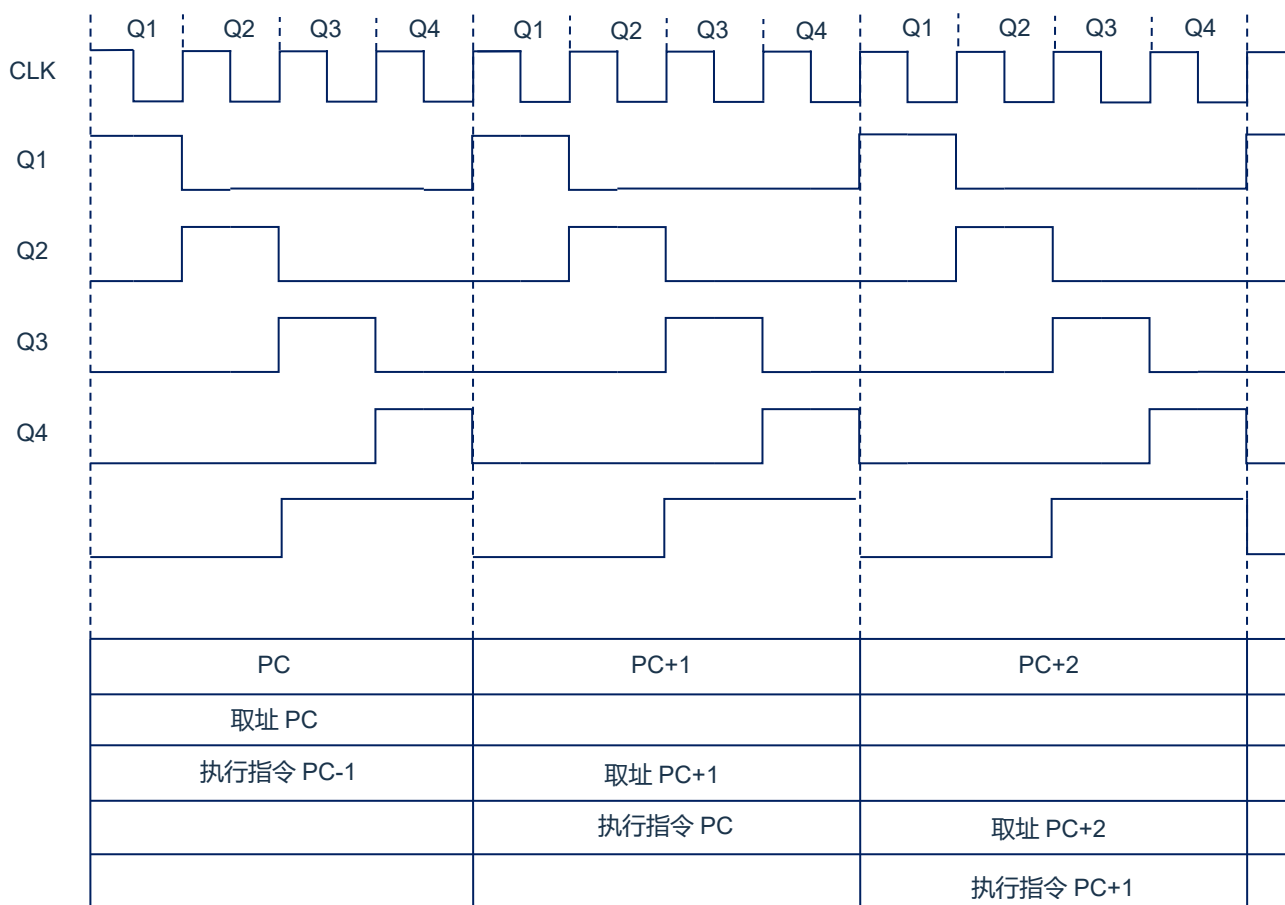 Q1 Q2 Q3 Q4 Q1 Q2 Q3 Q4 Q1 Q2 Q3 Q4
CLK
Q1
Q2
Q3
Q4
PC PC+1 PC+2
取址 PC
执行指令 PC-1 取址 PC+1
执行指令 PC 取址 PC+2
执行指令 PC+1